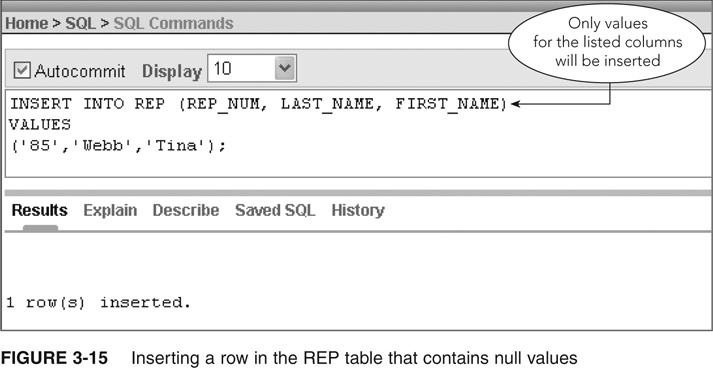 Home > SQL > SQL Commands
Only values
for the listed columns
will be inserted
Autocommit Display 10
INSERT INTO REP (REP_NUM, LAST_NAME, FIRST_NAME)
VALUES
('85','Webb','Tina');
Results Explain Describe Saved SQL History
1 row(s) inserted.
FIGURE 3-15 Inserting a row in the REP table that contains null values